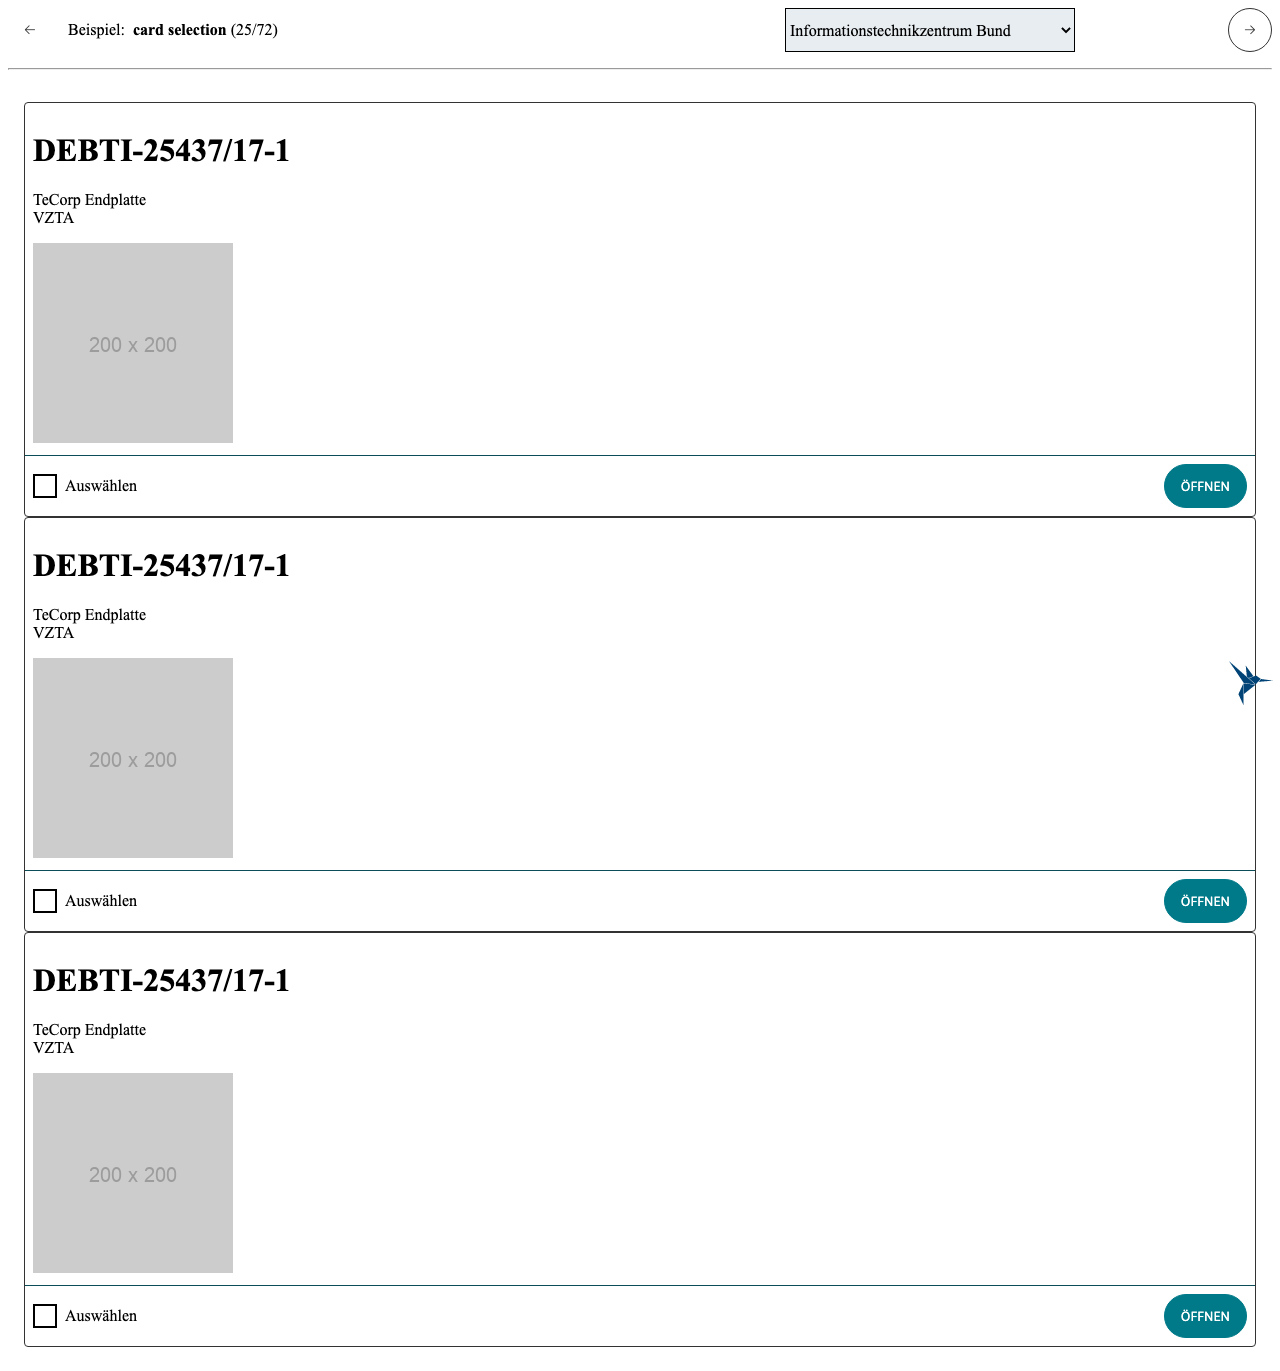 ← Beispiel: card selection (25/72) Informationstechnikzentrum Bund →
DEBTI-25437/17-1
TeCorp Endplatte
VZTA
200 x 200
Auswählen ÖFFNEN
DEBTI-25437/17-1
TeCorp Endplatte
VZTA
200 x 200
Auswählen ÖFFNEN
DEBTI-25437/17-1
TeCorp Endplatte
VZTA
200 x 200
Auswählen ÖFFNEN